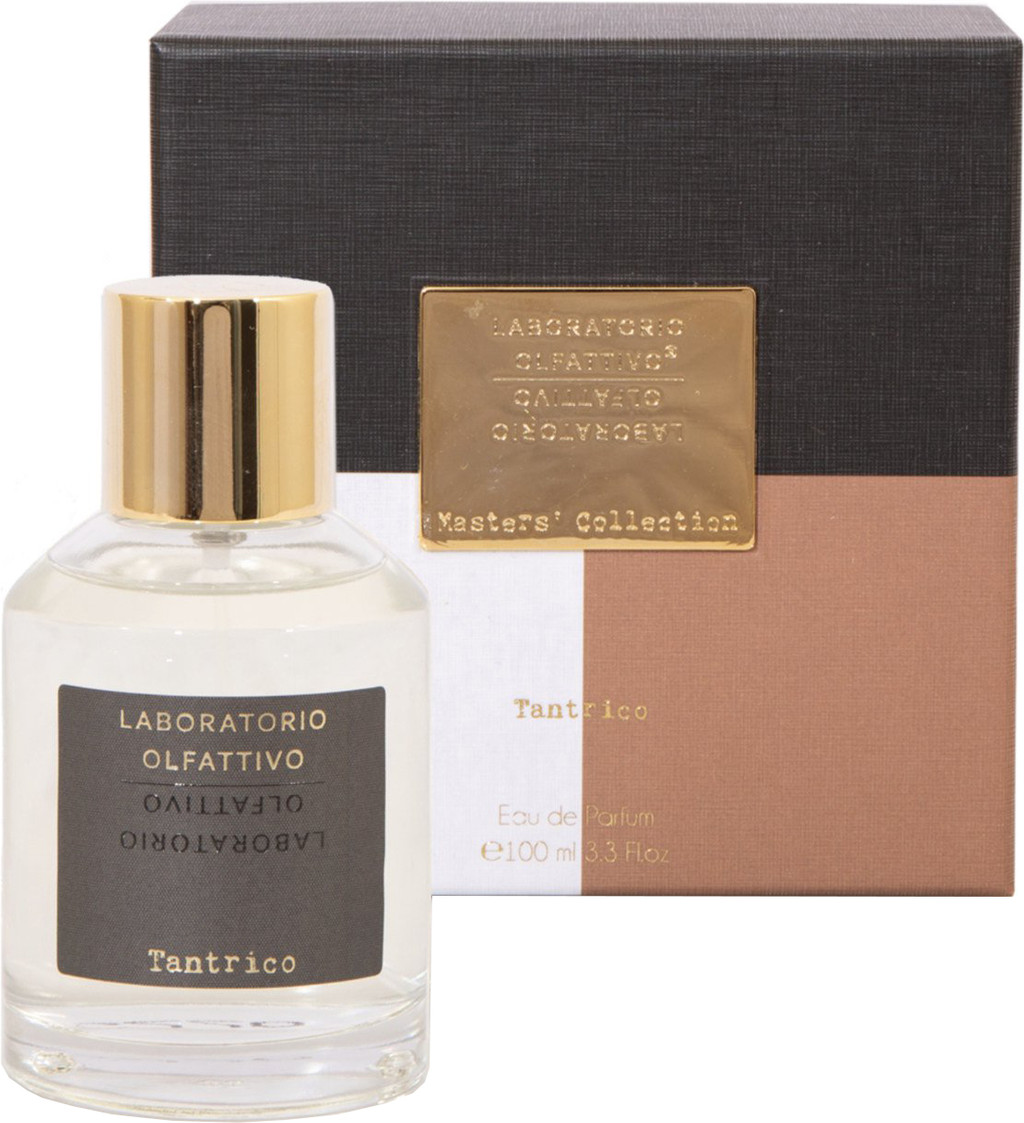 LABORATORIO
OLFATTIVO®
OLFATTIVO
LABORATORIO
Masters' Collection
Tantrico
Eau de Parfum
℮100 ml 3.3 Fl.oz
LABORATORIO
OLFATTIVO
OLFATTIVO
LABORATORIO
Tantrico